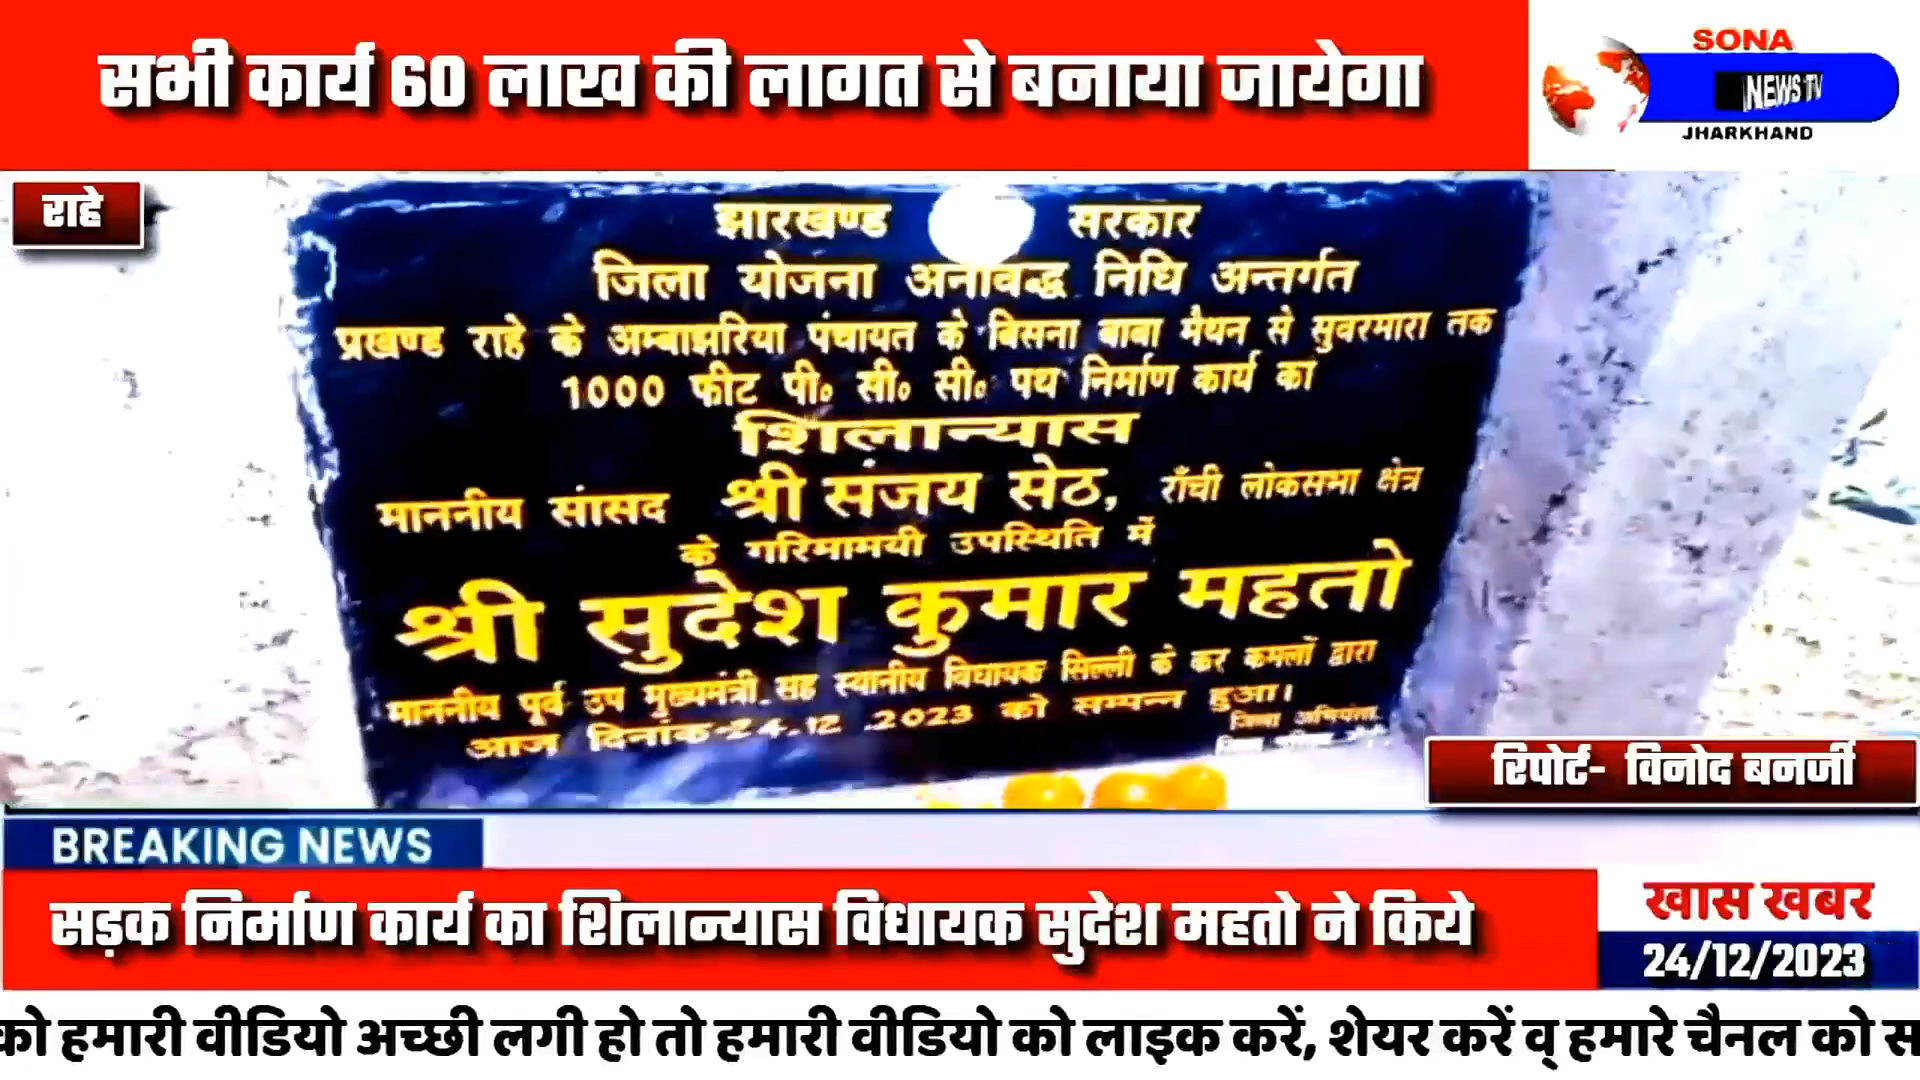 सभी कार्य 60 लाख की लागत से बनाया जायेगा
SONA
NEWS TV
JHARKHAND
राहे
झारखण्ड सरकार
जिला योजना अनावद्ध निधि अन्तर्गत
प्रखण्ड राहे के अम्बाझरिया पंचायत के बिसना बाबा मैथन से सुवरमारा तक
1000 फीट पी० सी० सी० पथ निर्माण कार्य का
शिलान्यास
माननीय सांसद श्री संजय सेठ, राँची लोकसभा क्षेत्र
के गरिमामयी उपस्थिति में
श्री सुदेश कुमार महतो
माननीय पूर्व उप मुख्यमंत्री सह स्थानीय विधायक सिल्ली के कर कमलों द्वारा
आज दिनांक-24.12.2023 को सम्पन्न हुआ।
रिपोर्ट- विनोद बनर्जी
BREAKING NEWS
सड़क निर्माण कार्य का शिलान्यास विधायक सुदेश महतो ने किये
खास खबर
24/12/2023
को हमारी वीडियो अच्छी लगी हो तो हमारी वीडियो को लाइक करें, शेयर करें व् हमारे चैनल को स